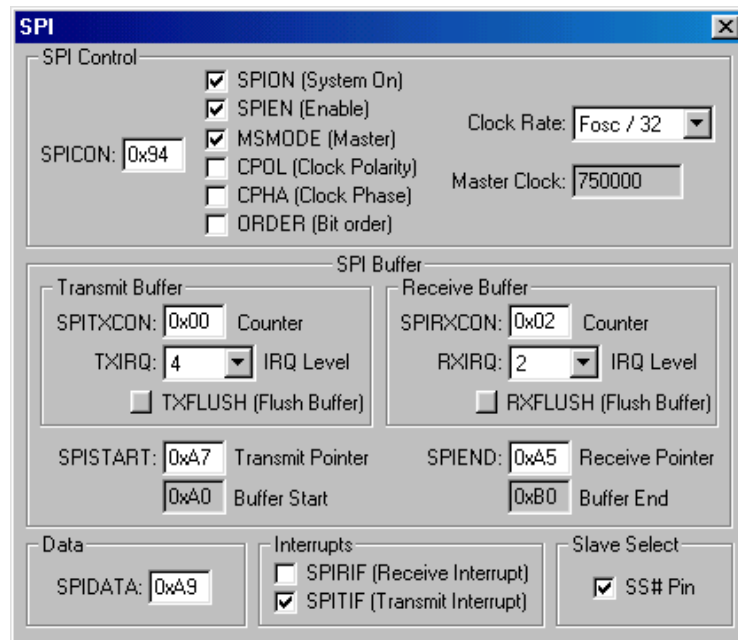 SPI
SPI Control
SPION (System On)
SPIEN (Enable)
MSMODE (Master)
CPOL (Clock Polarity)
CPHA (Clock Phase)
ORDER (Bit order)
SPICON: 0x94
Clock Rate: Fosc / 32
Master Clock: 750000
SPI Buffer
Transmit Buffer
SPITXCON: 0x00 Counter
TXIRQ: 4 IRQ Level
TXFLUSH (Flush Buffer)
Receive Buffer
SPIRXCON: 0x02 Counter
RXIRQ: 2 IRQ Level
RXFLUSH (Flush Buffer)
SPISTART: 0xA7 Transmit Pointer
0xA0 Buffer Start
SPIEND: 0xA5 Receive Pointer
0xB0 Buffer End
Data
SPIDATA: 0xA9
Interrupts
SPIRIF (Receive Interrupt)
SPITIF (Transmit Interrupt)
Slave Select
SS# Pin